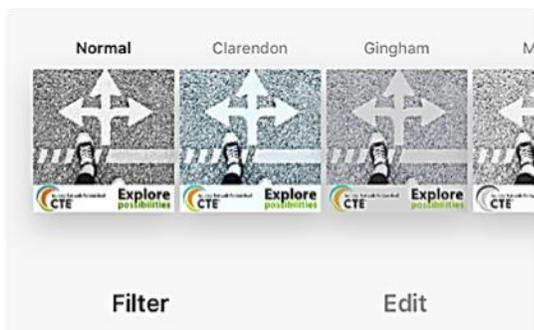 Normal Clarendon Gingham M
CTE Explore possibilities CTE Explore possibilities CTE Explore possibilities CTE
Filter Edit